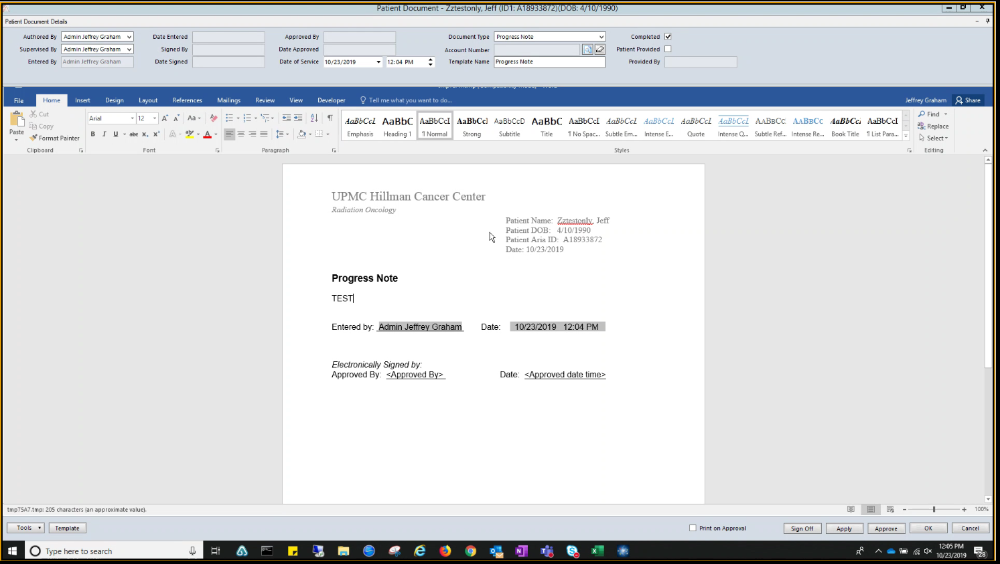 Patient Document - Zztestonly, Jeff (ID1: A18933872)(DOB: 4/10/1990)
Patient Document Details
Authored By Admin Jeffrey Graham Date Entered Approved By Document Type Progress Note Completed
Supervised By Admin Jeffrey Graham Signed By Date Approved Account Number Patient Provided
Entered By Admin Jeffrey Graham Date Signed Date of Service 10/23/2019 12:04 PM Template Name Progress Note Provided By
File Home Insert Design Layout References Mailings Review View Developer Tell me what you want to do... Jeffrey Graham Share
Paste
Cut
Copy
Format Painter
Clipboard
Arial 12
Font
Paragraph
AaBbCcI AaBbC AaBbCcI AaBbCcI AaBbCcD AaBbC AaBbCcI AaBbCcI AaBbCcI AaBbCcI AaBbCcI AABBCC AABBCC AaBbCcI AaBbCcI
Emphasis Heading 1 ¶ Normal Strong Subtitle Title ¶ No Spac... Subtle Em... Intense E... Quote Intense Q... Subtle Ref... Intense Re... Book Title ¶ List Para...
Styles
Find
Replace
Select
Editing
UPMC Hillman Cancer Center
Radiation Oncology
Patient Name: Zztestonly, Jeff
Patient DOB: 4/10/1990
Patient Aria ID: A18933872
Date: 10/23/2019
Progress Note
TEST
Entered by: Admin Jeffrey Graham Date: 10/23/2019 12:04 PM
Electronically Signed by:
Approved By: <Approved By> Date: <Approved date time>
tmp75A7.tmp: 205 characters (an approximate value).
100%
Tools Template Print on Approval Sign Off Apply Approve OK Cancel
Type here to search
12:05 PM
10/23/2019
28